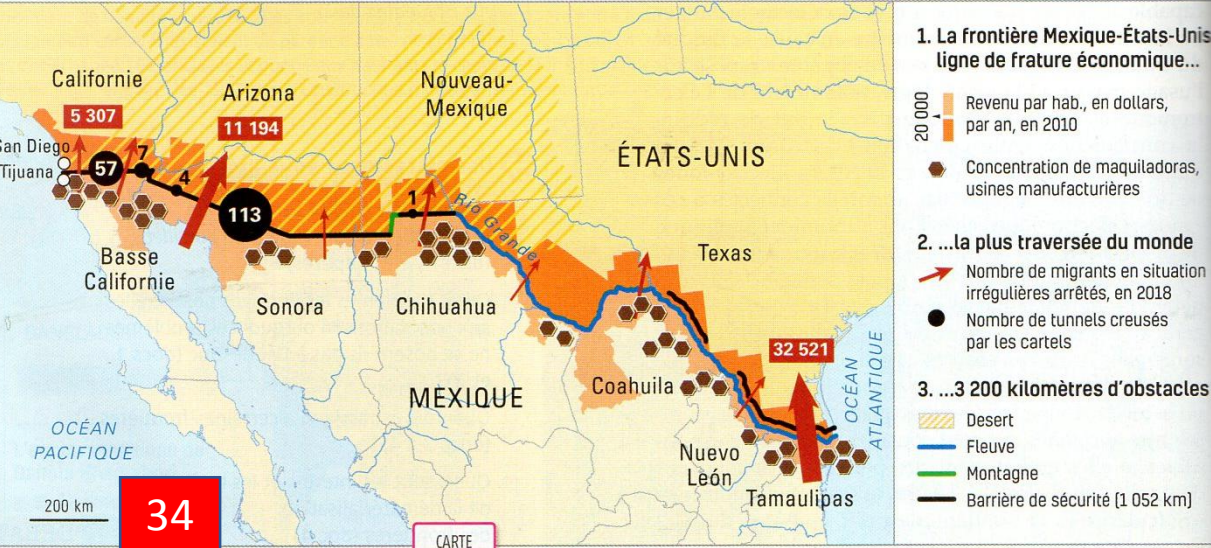 Californie
5 307
Arizona
11 194
Nouveau-
Mexique
ÉTATS-UNIS
San Diego
Tijuana
57
7
4
113
1
Rio Grande
Texas
Basse
Californie
Sonora
Chihuahua
MEXIQUE
Coahuila
32 521
OCÉAN
ATLANTIQUE
OCÉAN
PACIFIQUE
Nuevo
León
Tamaulipas
200 km
34
CARTE
1. La frontière Mexique-États-Unis
ligne de frature économique...
20 000
Revenu par hab., en dollars,
par an, en 2010
Concentration de maquiladoras,
usines manufacturières
2. ...la plus traversée du monde
Nombre de migrants en situation
irrégulières arrêtés, en 2018
Nombre de tunnels creusés
par les cartels
3. ...3 200 kilomètres d'obstacles
Desert
Fleuve
Montagne
Barrière de sécurité (1 052 km)